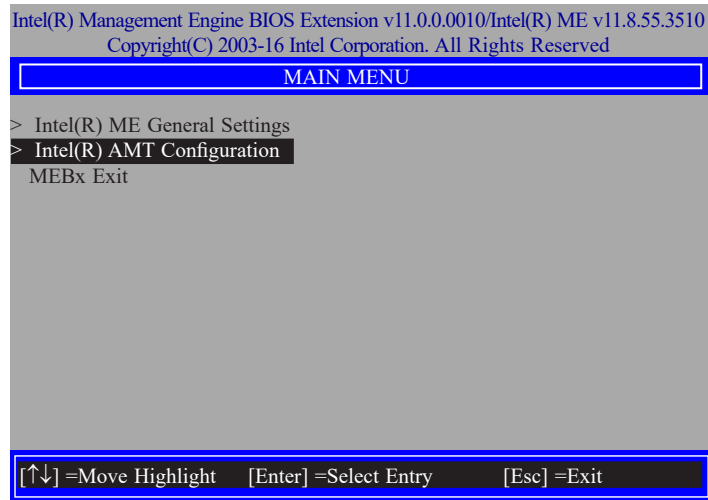 Intel(R) Management Engine BIOS Extension v11.0.0.0010/Intel(R) ME v11.8.55.3510
Copyright(C) 2003-16 Intel Corporation. All Rights Reserved
MAIN MENU
> Intel(R) ME General Settings
> Intel(R) AMT Configuration
MEBx Exit
[↑↓] =Move Highlight [Enter] =Select Entry [Esc] =Exit